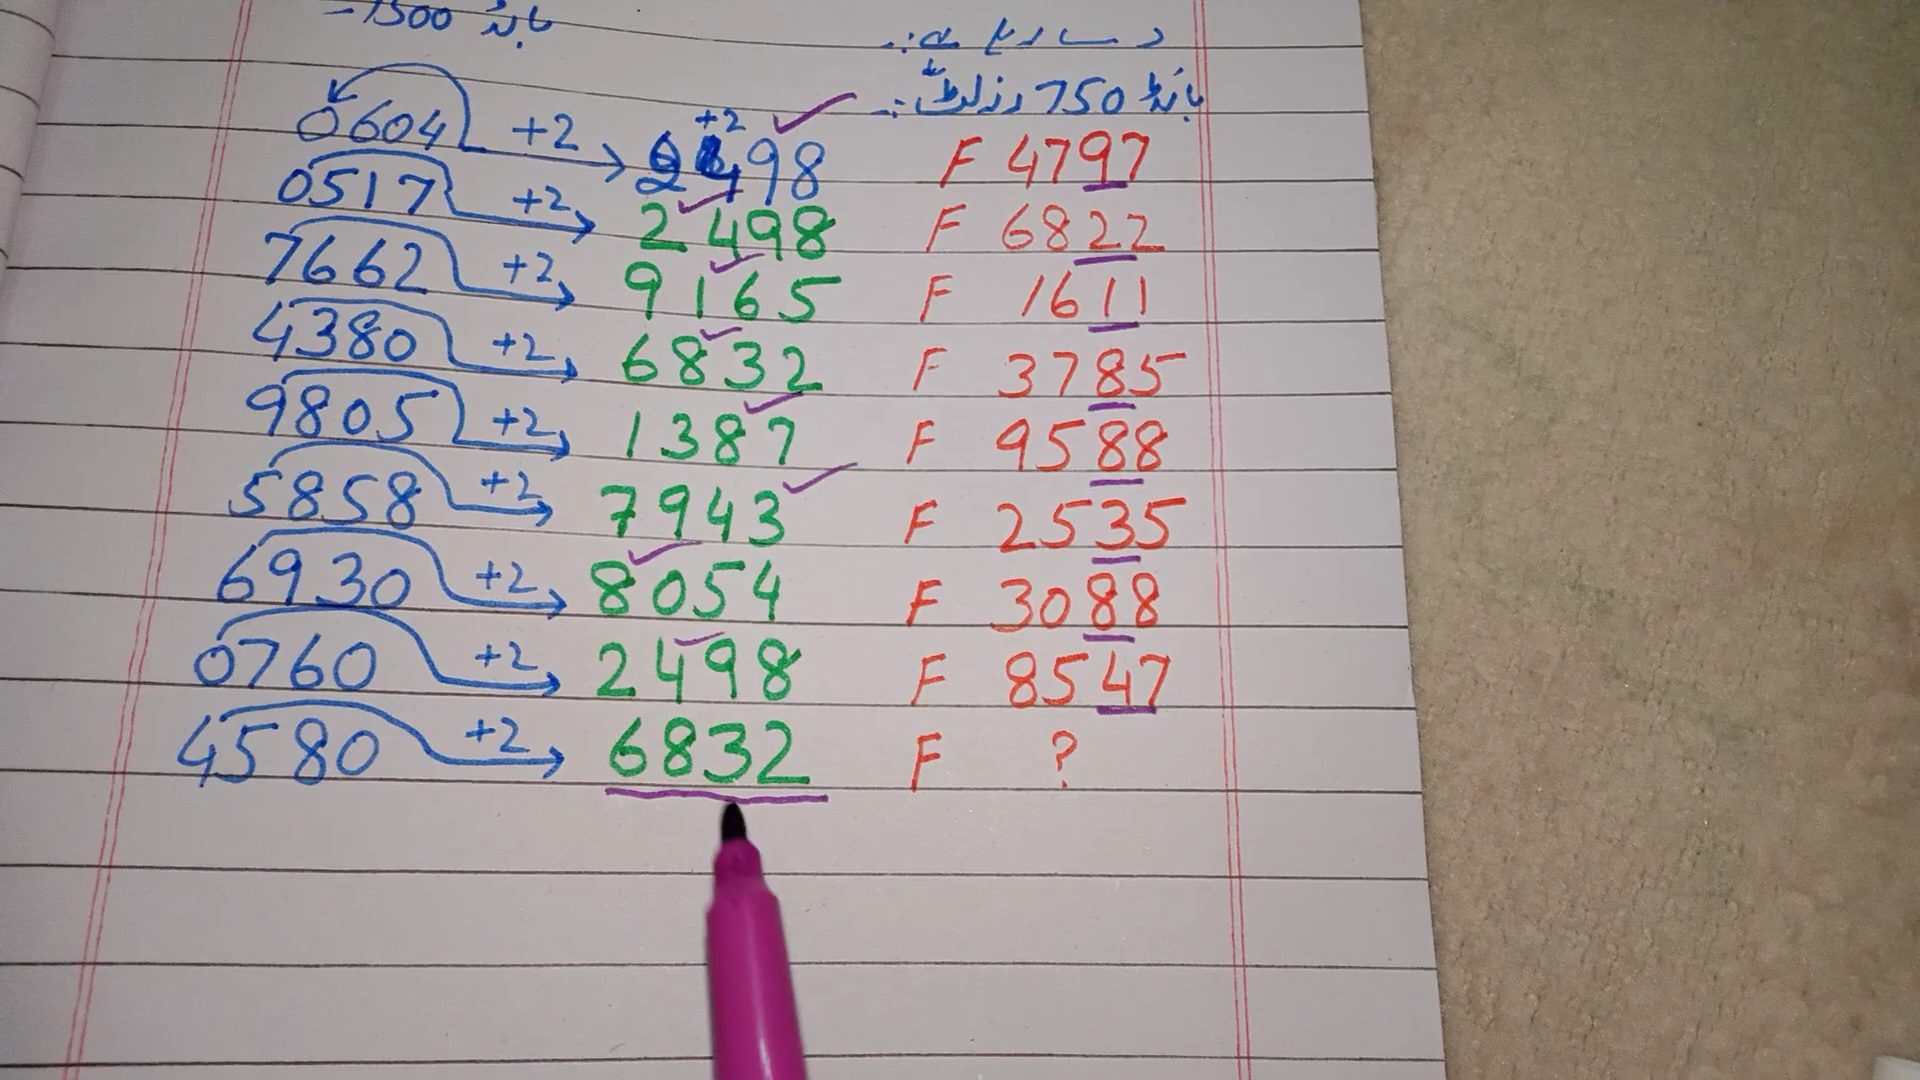 1500 بانڈ
بانڈ 750 رزلٹ
0604 +2 2498 +2 F 4797
0517 +2 2498 F 6822
7662 +2 9165 F 1611
4380 +2 6832 F 3785
9805 +2 1387 F 9588
5858 +2 7943 F 2535
6930 +2 8054 F 3088
0760 +2 2498 F 8547
4580 +2 6832 F ?